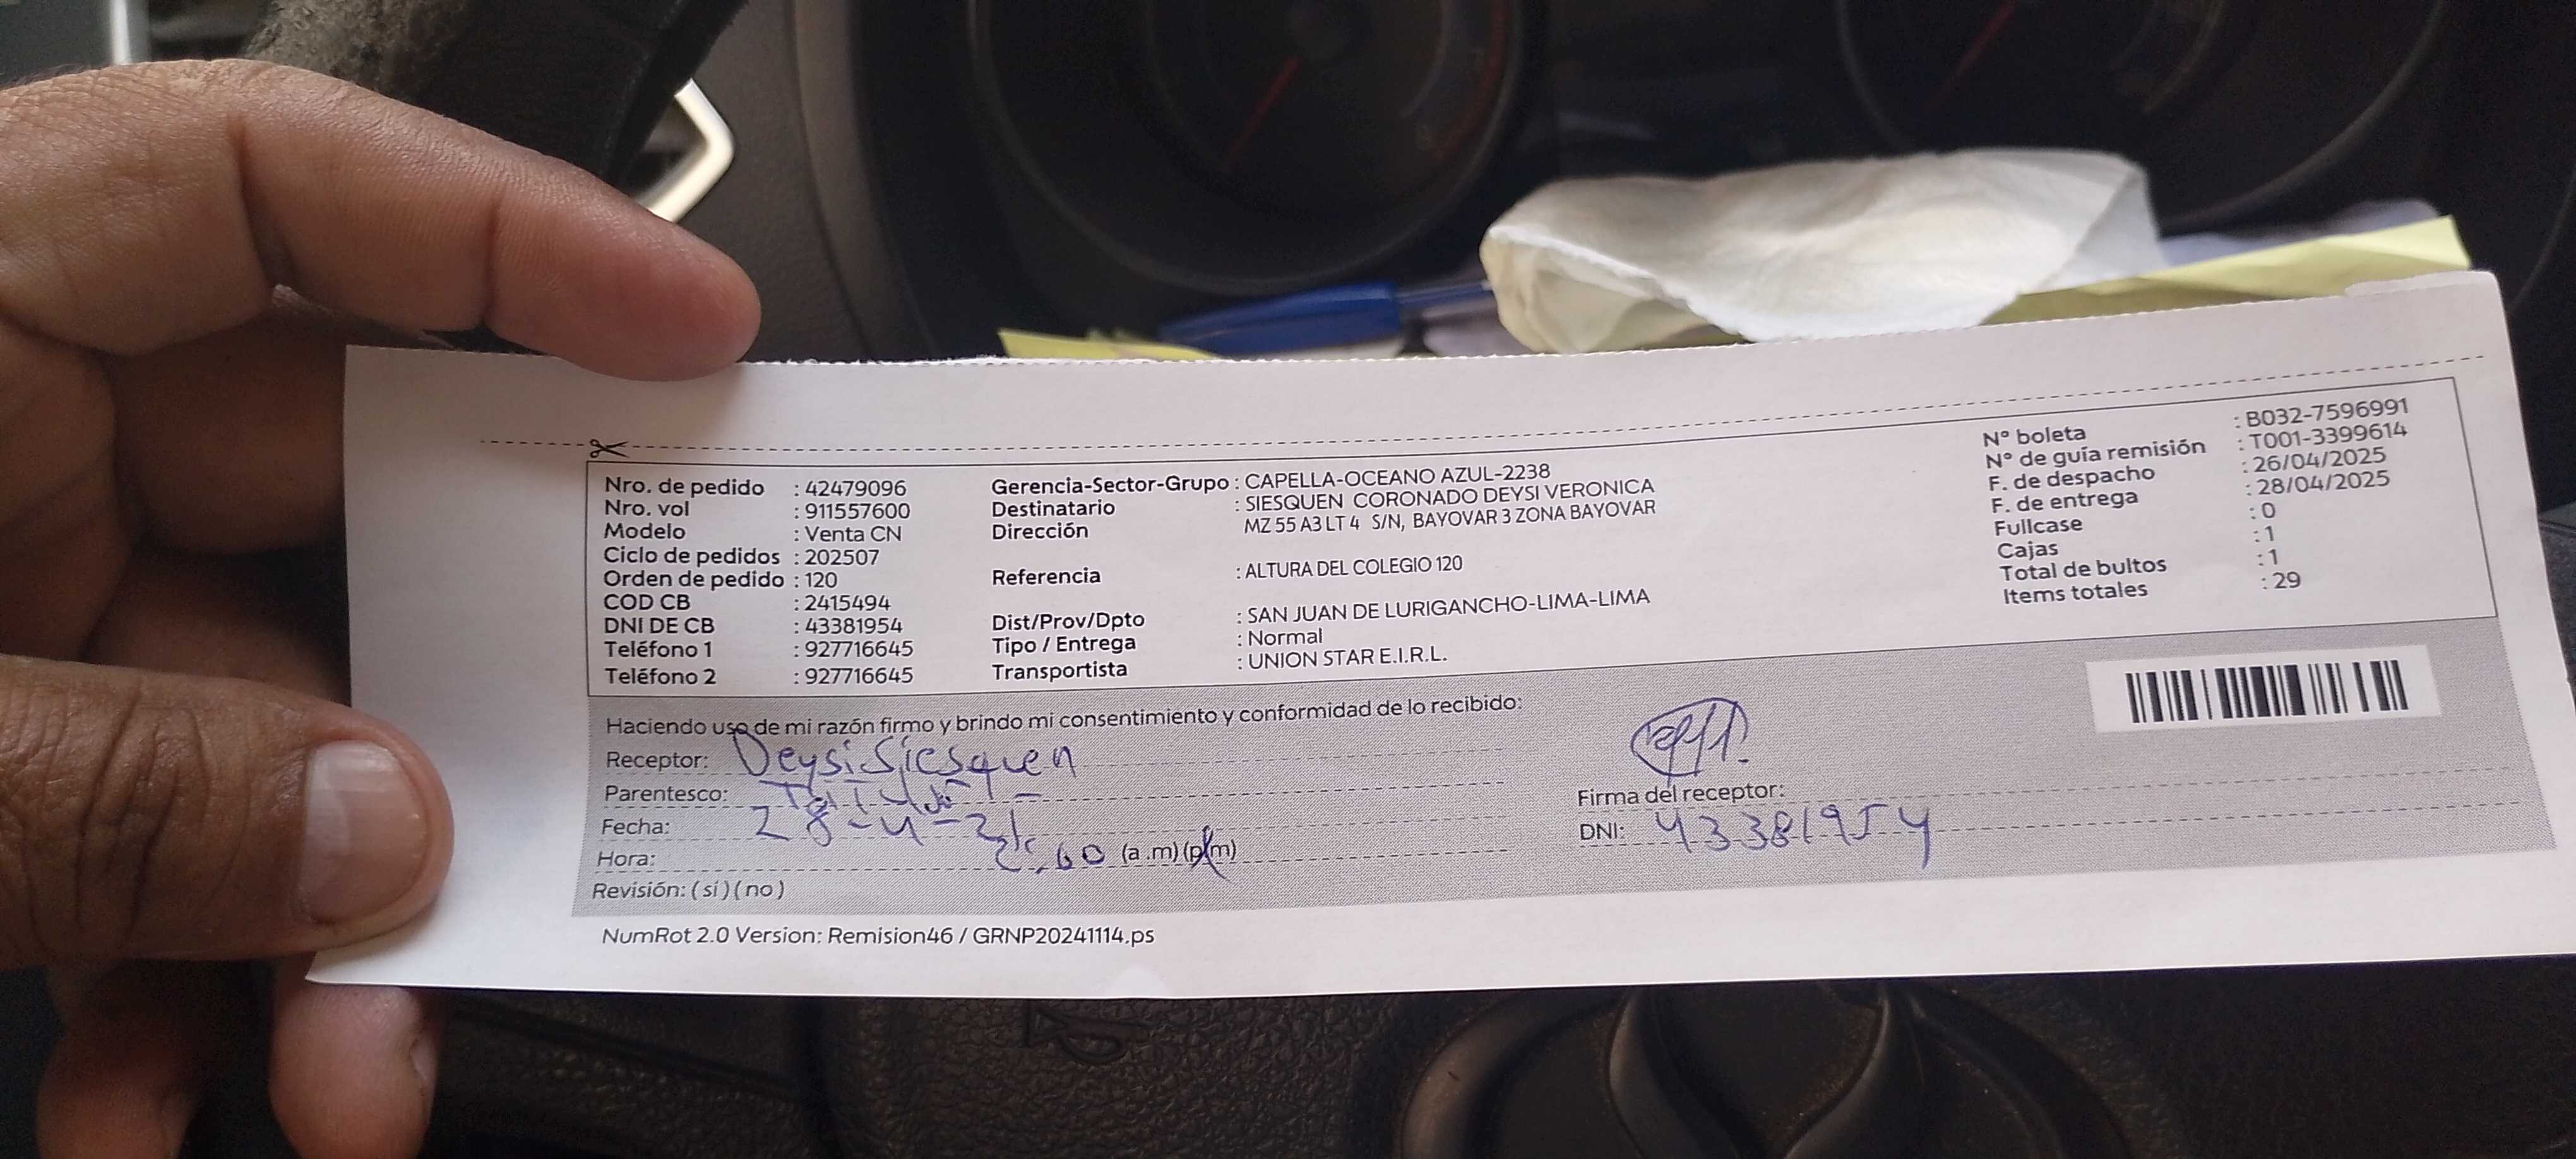 Nro. de pedido : 42479096
Nro. vol : 911557600
Modelo : Venta CN
Ciclo de pedidos : 202507
Orden de pedido : 120
COD CB : 2415494
DNI DE CB : 43381954
Teléfono 1 : 927716645
Teléfono 2 : 927716645
Gerencia-Sector-Grupo : CAPELLA-OCEANO AZUL-2238
Destinatario : SIESQUEN CORONADO DEYSI VERONICA
Dirección MZ 55 A3 LT 4 S/N, BAYOVAR 3 ZONA BAYOVAR
Referencia : ALTURA DEL COLEGIO 120
Dist/Prov/Dpto : SAN JUAN DE LURIGANCHO-LIMA-LIMA
Tipo / Entrega : Normal
Transportista : UNION STAR E.I.R.L.
N° boleta : B032-7596991
N° de guía remisión : T001-3399614
F. de despacho : 26/04/2025
F. de entrega : 28/04/2025
Fullcase : 0
Cajas : 1
Total de bultos : 1
Items totales : 29
Haciendo uso de mi razón firmo y brindo mi consentimiento y conformidad de lo recibido:
Receptor: Deysi Siesquen
Parentesco:
Fecha: 28-4-
Hora: (a.m) (p.m)
Revisión: (si) (no)
Firma del receptor:
DNI: 43381954
NumRot 2.0 Version: Remision46 / GRNP20241114.ps